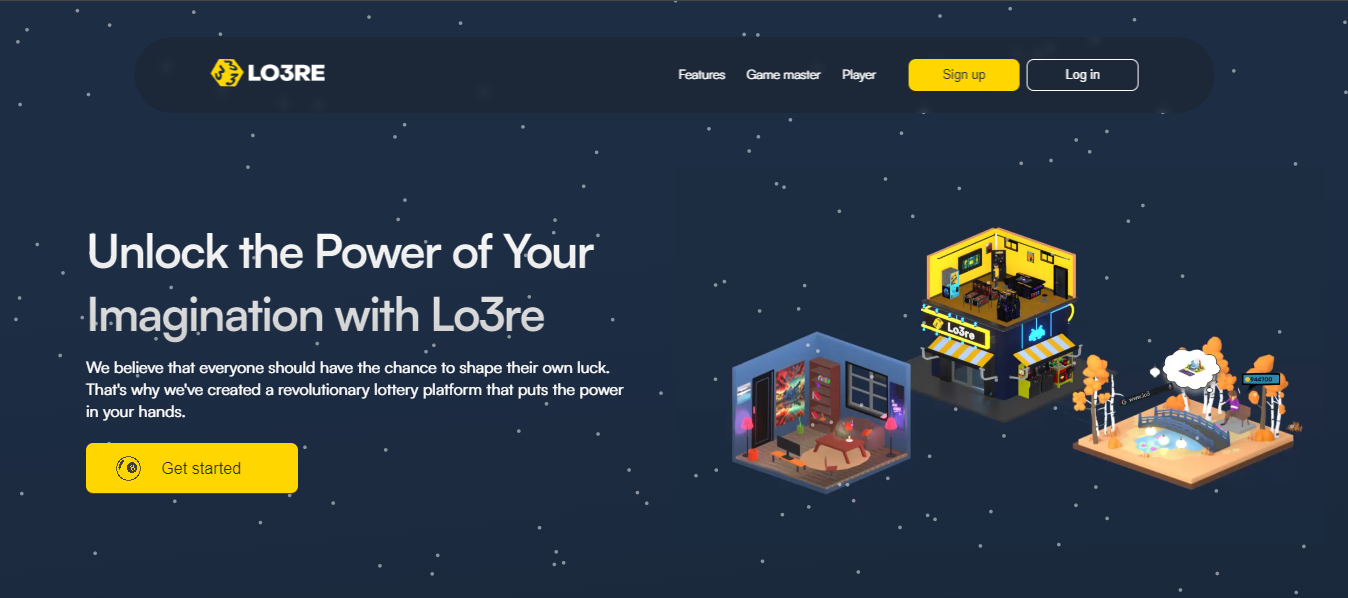 LO3RE
Features
Game master
Player
Sign up
Log in
Unlock the Power of Your
Imagination with Lo3re
We believe that everyone should have the chance to shape their own luck.
That's why we've created a revolutionary lottery platform that puts the power
in your hands.
Get started
Lo3re